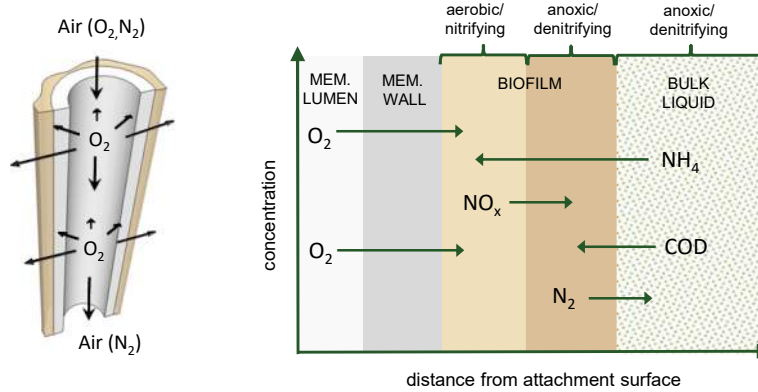 Air (O₂,N₂)
O₂
O₂
Air (N₂)
aerobic/
nitrifying
anoxic/
denitrifying
anoxic/
denitrifying
MEM.
LUMEN
MEM.
WALL
BIOFILM
BULK
LIQUID
O₂
NH₄
NOₓ
O₂
COD
N₂
concentration
distance from attachment surface